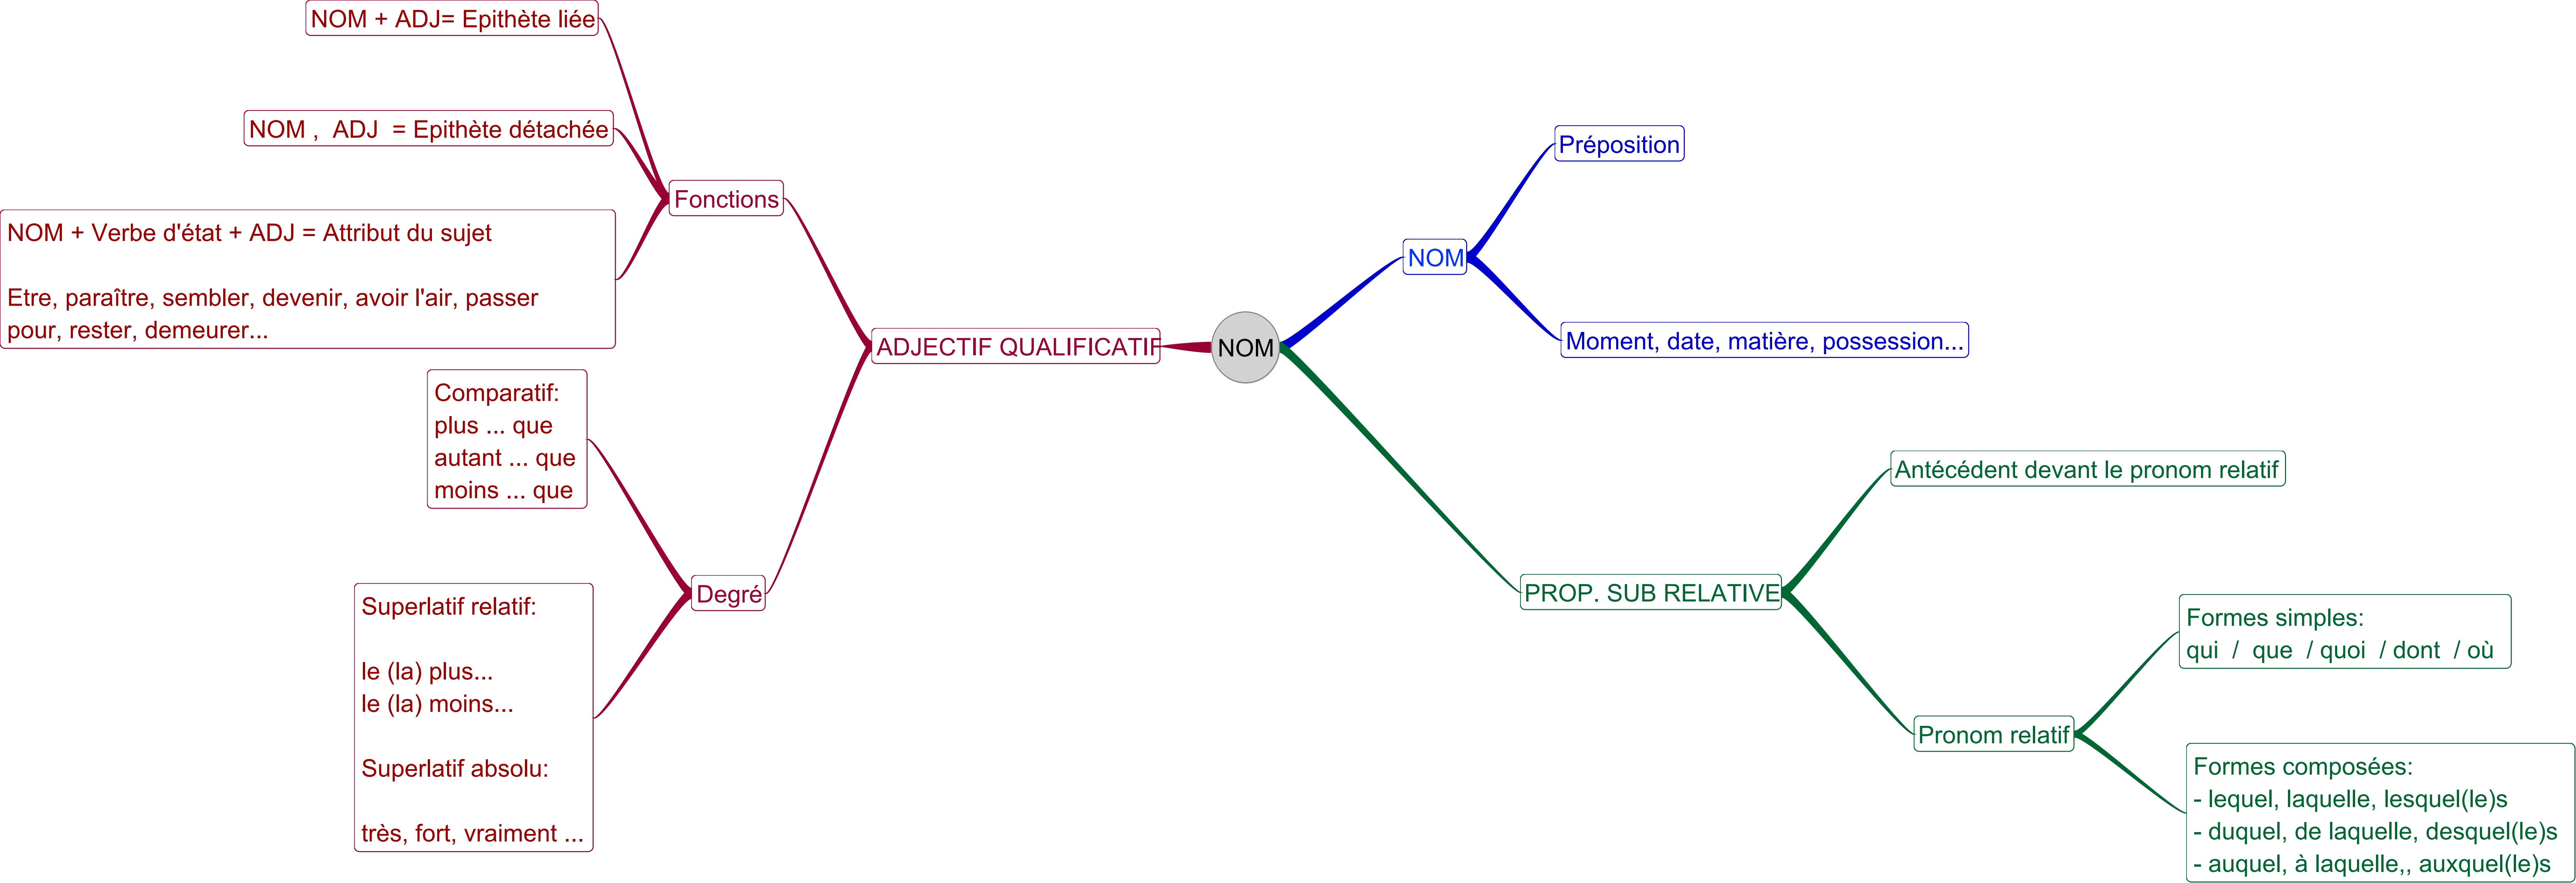 NOM + ADJ= Epithète liée
NOM ,  ADJ  = Epithète détachée
Fonctions
NOM + Verbe d'état + ADJ = Attribut du sujet
Etre, paraître, sembler, devenir, avoir l'air, passer
pour, rester, demeurer...
ADJECTIF QUALIFICATIF
Comparatif:
plus ... que
autant ... que
moins ... que
Degré
Superlatif relatif:
le (la) plus...
le (la) moins...
Superlatif absolu:
très, fort, vraiment ...
NOM
Préposition
NOM
Moment, date, matière, possession...
Antécédent devant le pronom relatif
PROP. SUB RELATIVE
Formes simples:
qui  /  que  / quoi  / dont  / où
Pronom relatif
Formes composées:
- lequel, laquelle, lesquel(le)s
- duquel, de laquelle, desquel(le)s
- auquel, à laquelle,, auxquel(le)s